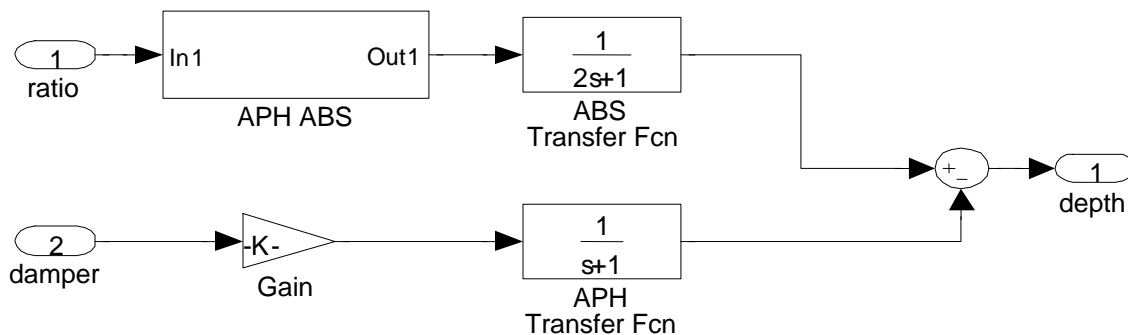 1
ratio
In1
Out1
APH ABS
1
2s+1
ABS
Transfer Fcn
+
_
1
depth
2
damper
-K-
Gain
1
s+1
APH
Transfer Fcn